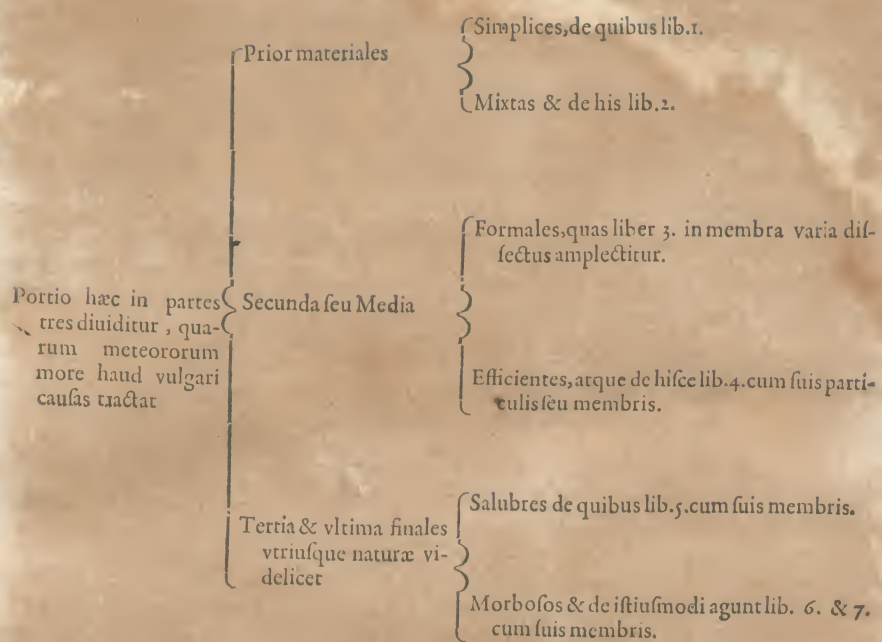 Portio hæc in partes
tres diuiditur, qua-
rum meteororum
more haud vulgari
cauſas tractat
Prior materiales
Simplices, de quibus lib.1.
Mixtas & de his lib.2.
Secunda ſeu Media
Formales, quas liber 3. in membra varia diſ-
ſectus amplectitur.
Efficientes, atque de hiſce lib.4. cum ſuis parti-
culis ſeu membris.
Tertia & vltima finales
vtriuſque naturæ vi-
delicet
Salubres de quibus lib.5. cum ſuis membris.
Morboſos & de iſtiuſmodi agunt lib. 6. & 7.
cum ſuis membris.